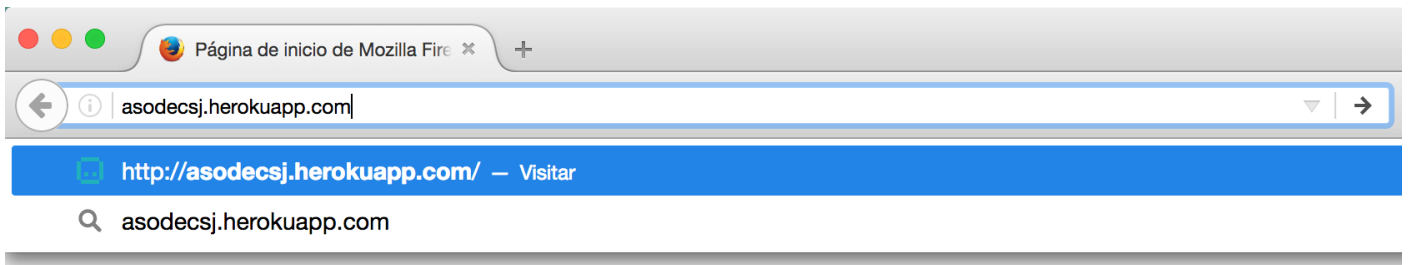 Página de inicio de Mozilla Fire
asodecsj.herokuapp.com
http://asodecsj.herokuapp.com/ — Visitar
asodecsj.herokuapp.com